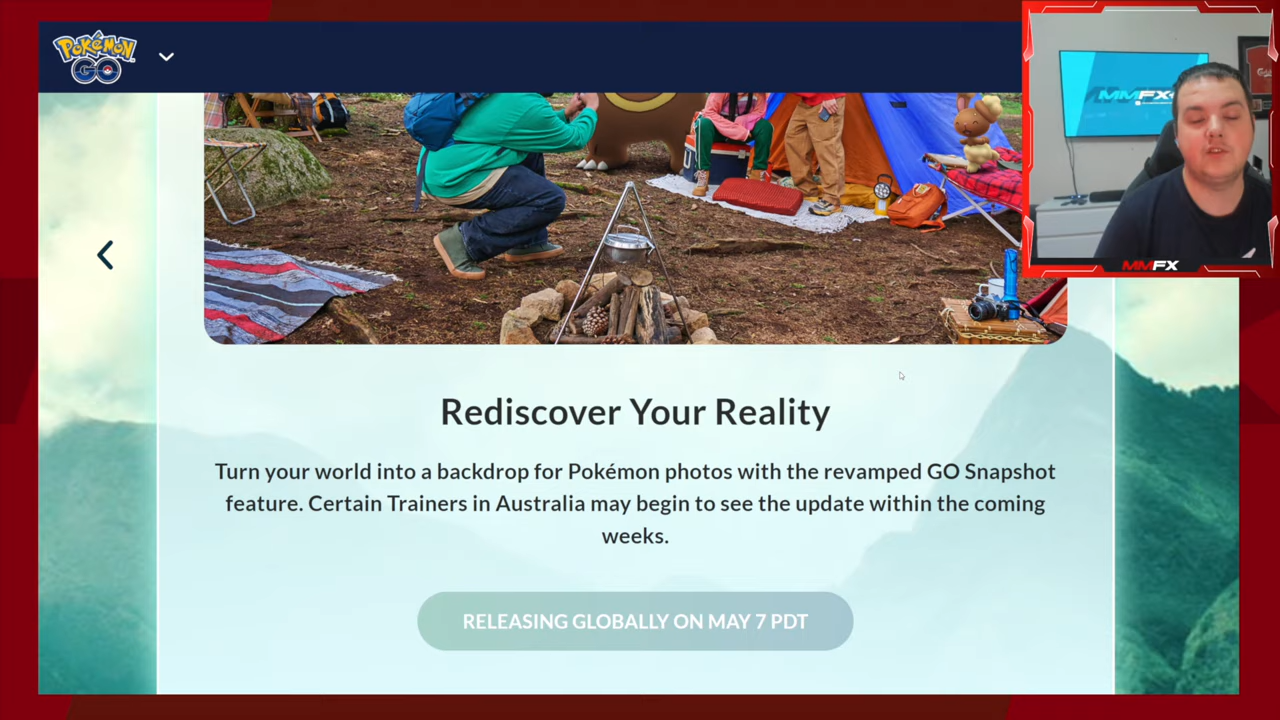 POKÉMON
GO
MMFX
Rediscover Your Reality
Turn your world into a backdrop for Pokémon photos with the revamped GO Snapshot
feature. Certain Trainers in Australia may begin to see the update within the coming
weeks.
RELEASING GLOBALLY ON MAY 7 PDT
MMFX